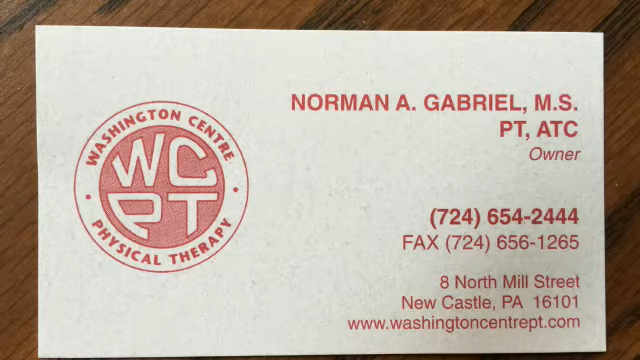 WASHINGTON CENTRE
WC
PT
PHYSICAL THERAPY
NORMAN A. GABRIEL, M.S.
PT, ATC
Owner
(724) 654-2444
FAX (724) 656-1265
8 North Mill Street
New Castle, PA 16101
www.washingtoncentrept.com